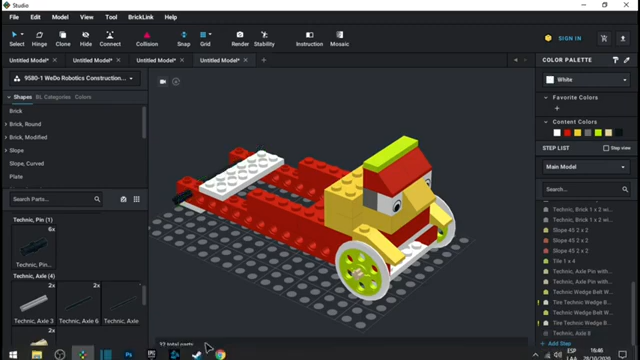 Studio
File Edit View Model Tool BrickLink Help
Select Hinge Clone Hide Connect Collision Snap Grid Render Stability Instruction Mosaic SIGN IN
Untitled Model* Untitled Model* Untitled Model* Untitled Model*
COLOR PALETTE
9580-1 WeDo Robotics Construction...
White
Shapes BL Categories Colors
Favorite Colors
Brick
Brick, Round
Content Colors
Brick, Modified
Slope
STEP LIST Step view
Slope, Curved
Main Model
Plate
Search...
Search Parts...
Technic, Pin (1)
6x
Technic, Pin...
Technic, Axle (4)
2x 2x 2x
Technic, Axle 3 Technic, Axle 6 Technic, Axle
Technic, Brick 1 x 2 wi
Technic, Brick 1 x 2 wi
Slope 45 2 x 2
Slope 45 2 x 2
Slope 45 2 x 2
Tile 1 x 4
Technic, Axle Pin with
Technic, Axle Pin with
Technic Wedge Belt W
Tire Technic Wedge B
Technic Wedge Belt W
Tire Technic Wedge B
Add Step
total parts
ESP
LAA
16:46
28/10/2020